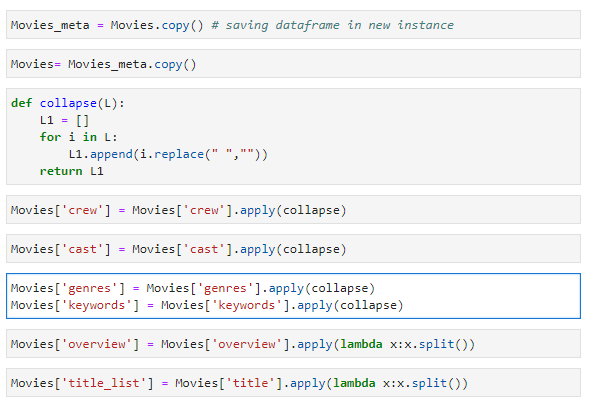 Movies_meta = Movies.copy() # saving dataframe in new instance
Movies= Movies_meta.copy()
def collapse(L):
    L1 = []
    for i in L:
        L1.append(i.replace(" ",""))
    return L1
Movies['crew'] = Movies['crew'].apply(collapse)
Movies['cast'] = Movies['cast'].apply(collapse)
Movies['genres'] = Movies['genres'].apply(collapse)
Movies['keywords'] = Movies['keywords'].apply(collapse)
Movies['overview'] = Movies['overview'].apply(lambda x:x.split())
Movies['title_list'] = Movies['title'].apply(lambda x:x.split())